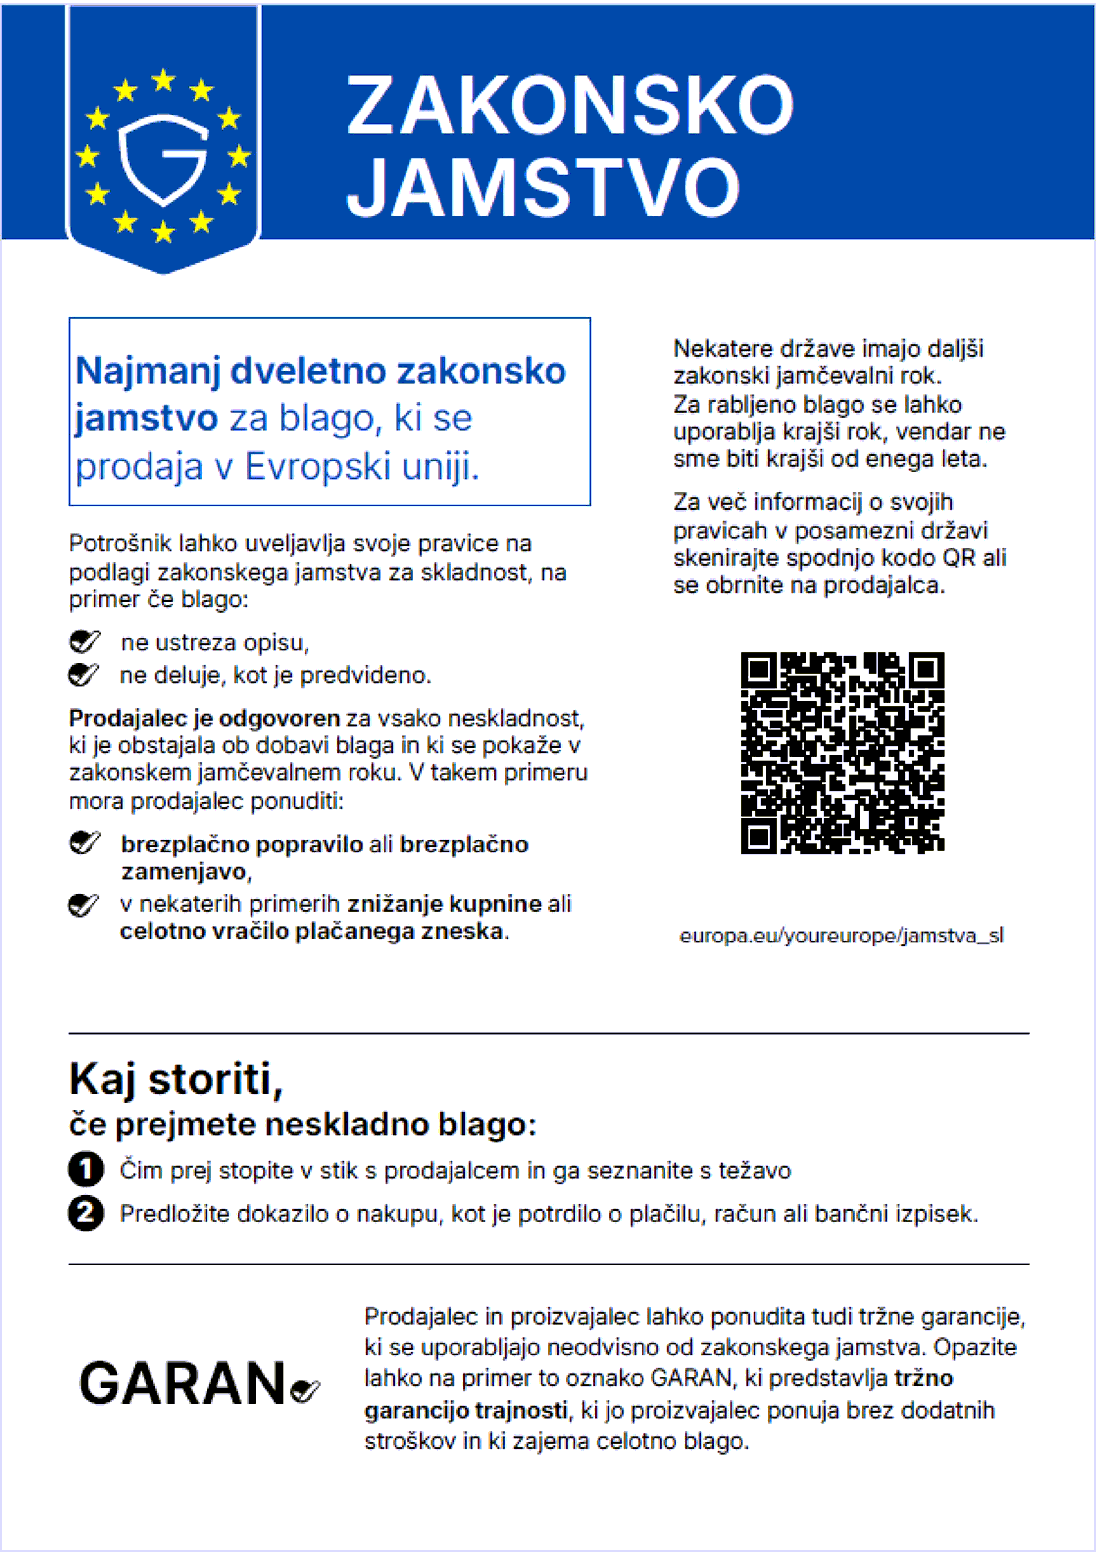 ZAKONSKO
JAMSTVO
Najmanj dveletno zakonsko
jamstvo za blago, ki se
prodaja v Evropski uniji.
Potrošnik lahko uveljavlja svoje pravice na
podlagi zakonskega jamstva za skladnost, na
primer če blago:
ne ustreza opisu,
ne deluje, kot je predvideno.
Prodajalec je odgovoren za vsako neskladnost,
ki je obstajala ob dobavi blaga in ki se pokaže v
zakonskem jamčevalnem roku. V takem primeru
mora prodajalec ponuditi:
brezplačno popravilo ali brezplačno
zamenjavo,
v nekaterih primerih znižanje kupnine ali
celotno vračilo plačanega zneska.
Nekatere države imajo daljši
zakonski jamčevalni rok.
Za rabljeno blago se lahko
uporablja krajši rok, vendar ne
sme biti krajši od enega leta.
Za več informacij o svojih
pravicah v posamezni državi
skenirajte spodnjo kodo QR ali
se obrnite na prodajalca.
europa.eu/youreurope/jamstva_sl
Kaj storiti,
če prejmete neskladno blago:
1 Čim prej stopite v stik s prodajalcem in ga seznanite s težavo
2 Predložite dokazilo o nakupu, kot je potrdilo o plačilu, račun ali bančni izpisek.
GARAN
Prodajalec in proizvajalec lahko ponudita tudi tržne garancije,
ki se uporabljajo neodvisno od zakonskega jamstva. Opazite
lahko na primer to oznako GARAN, ki predstavlja tržno
garancijo trajnosti, ki jo proizvajalec ponuja brez dodatnih
stroškov in ki zajema celotno blago.